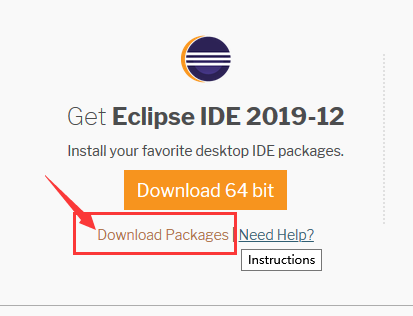 Get Eclipse IDE 2019-12
Install your favorite desktop IDE packages.
Download 64 bit
Download Packages | Need Help?
Instructions